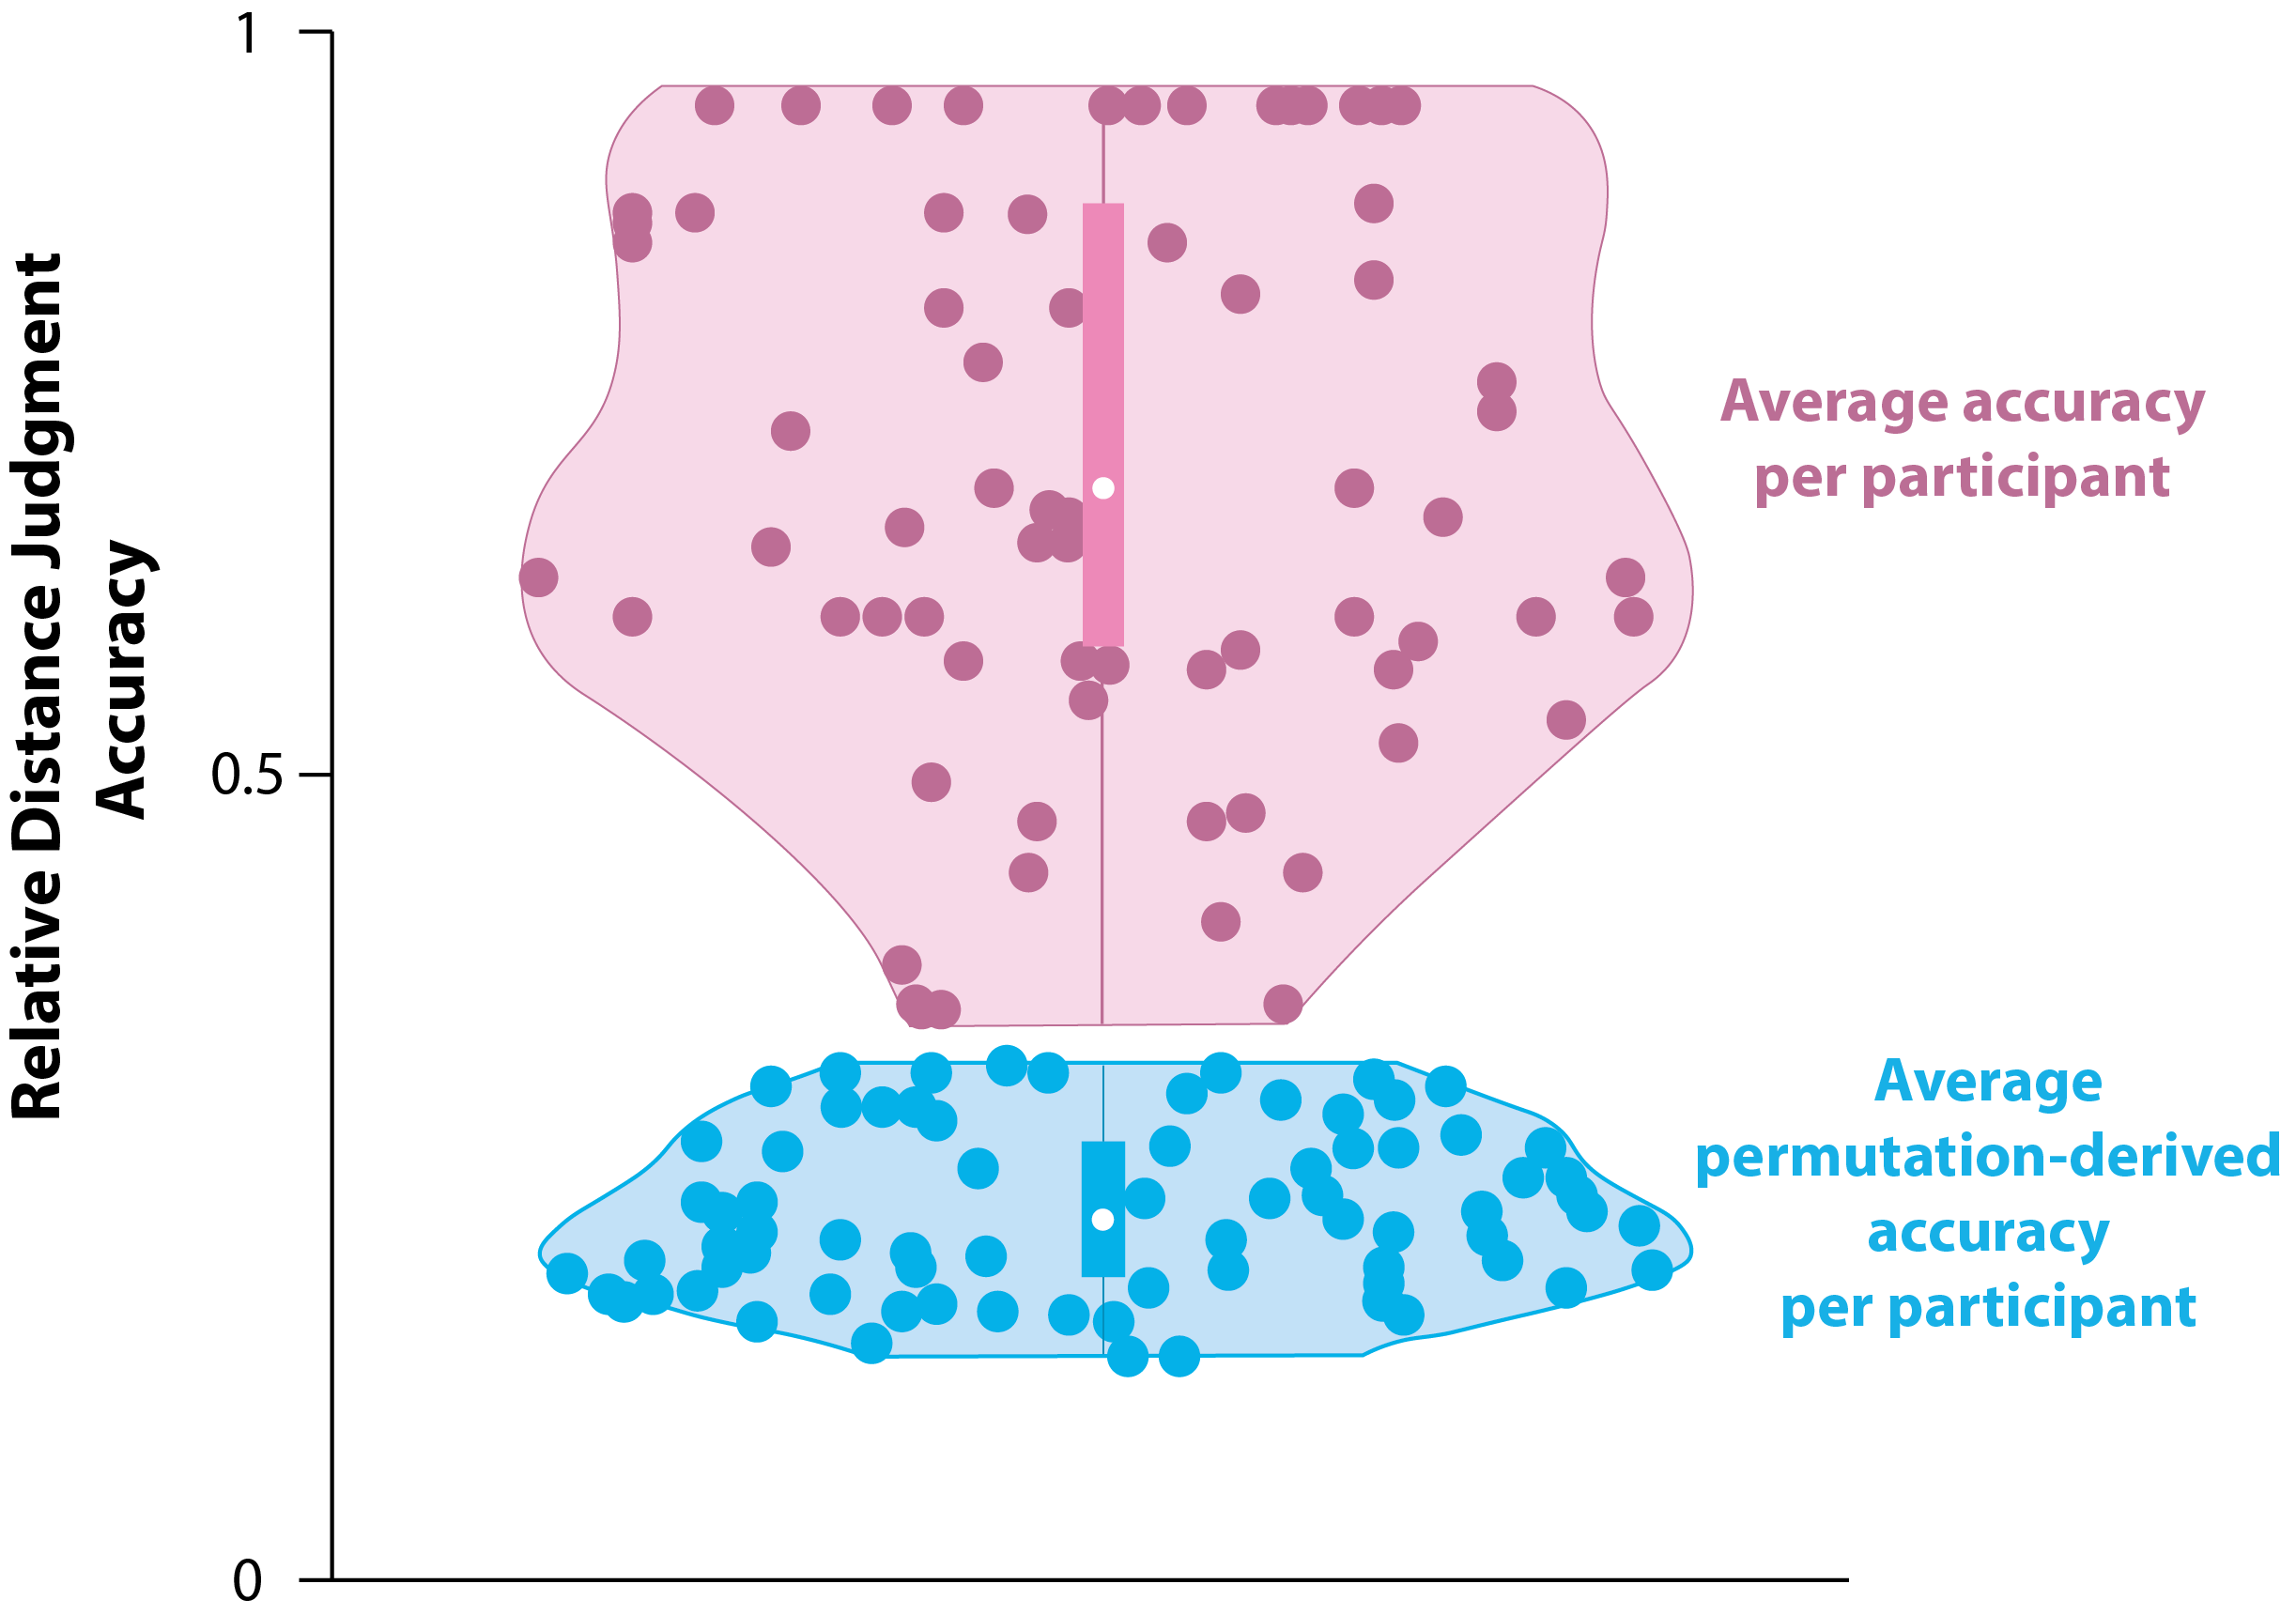 Relative Distance Judgment
Accuracy
1
0.5
0
Average accuracy
per participant
Average
permutation-derived
accuracy
per participant